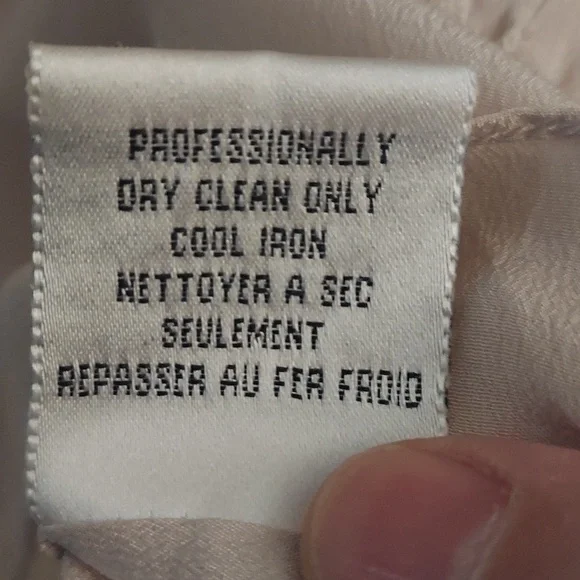 PROFESSIONALLY
DRY CLEAN ONLY
COOL IRON
NETTOYER A SEC
SEULEMENT
REPASSER AU FER FROID